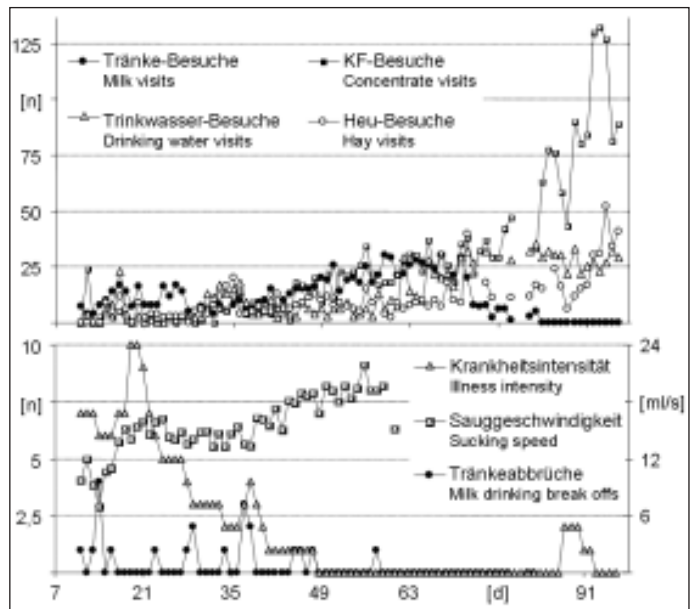 125
[n]
75
50
25
Tränke-Besuche
Milk visits
KF-Besuche
Concentrate visits
Trinkwasser-Besuche
Drinking water visits
Heu-Besuche
Hay visits
10
[n]
5
2,5
24
[ml/s]
12
6
Krankheitsintensität
Illness intensity
Sauggeschwindigkeit
Sucking speed
Tränkeabbrüche
Milk drinking break offs
7 21 35 49 63 [d] 91